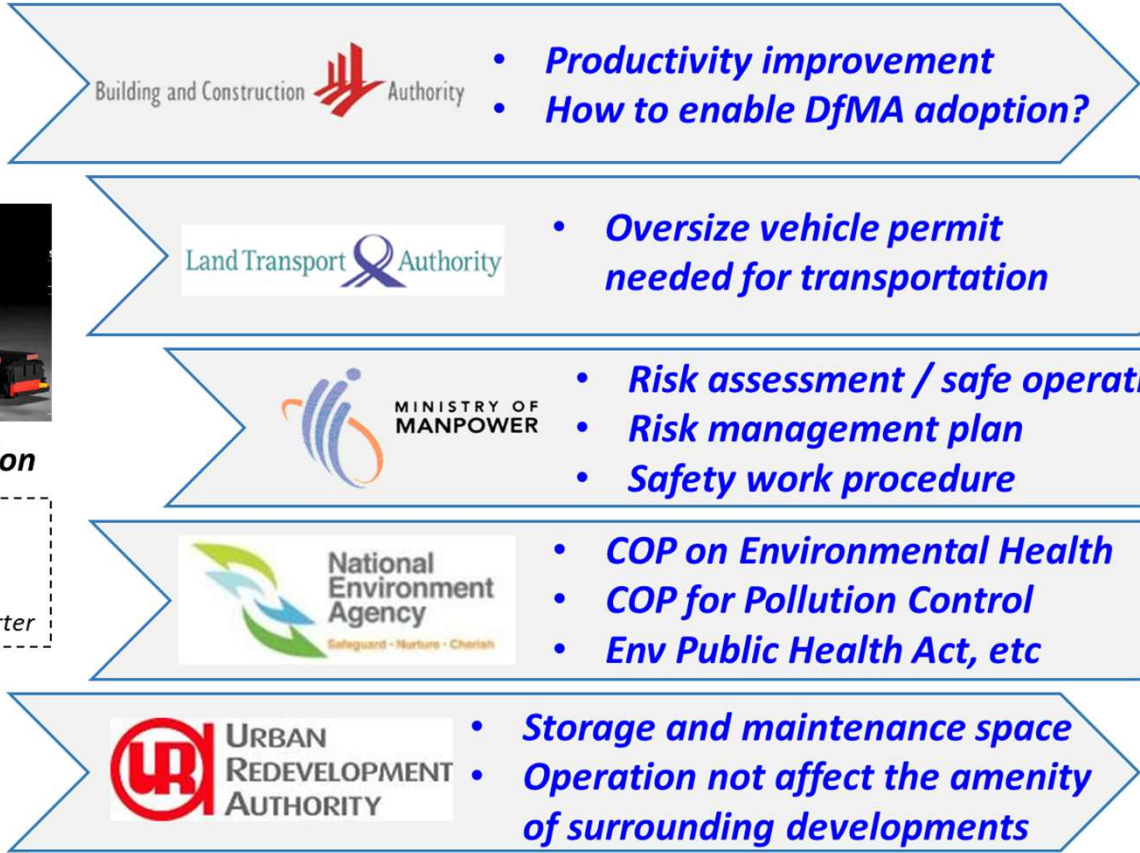 Building and Construction Authority
• Productivity improvement
• How to enable DfMA adoption?
Land Transport Authority
• Oversize vehicle permit
needed for transportation
MINISTRY OF
MANPOWER
• Risk assessment / safe operati
• Risk management plan
• Safety work procedure
on
rter
National
Environment
Agency
Safeguard • Nurture • Cherish
• COP on Environmental Health
• COP for Pollution Control
• Env Public Health Act, etc
URBAN
REDEVELOPMENT
AUTHORITY
• Storage and maintenance space
• Operation not affect the amenity
of surrounding developments